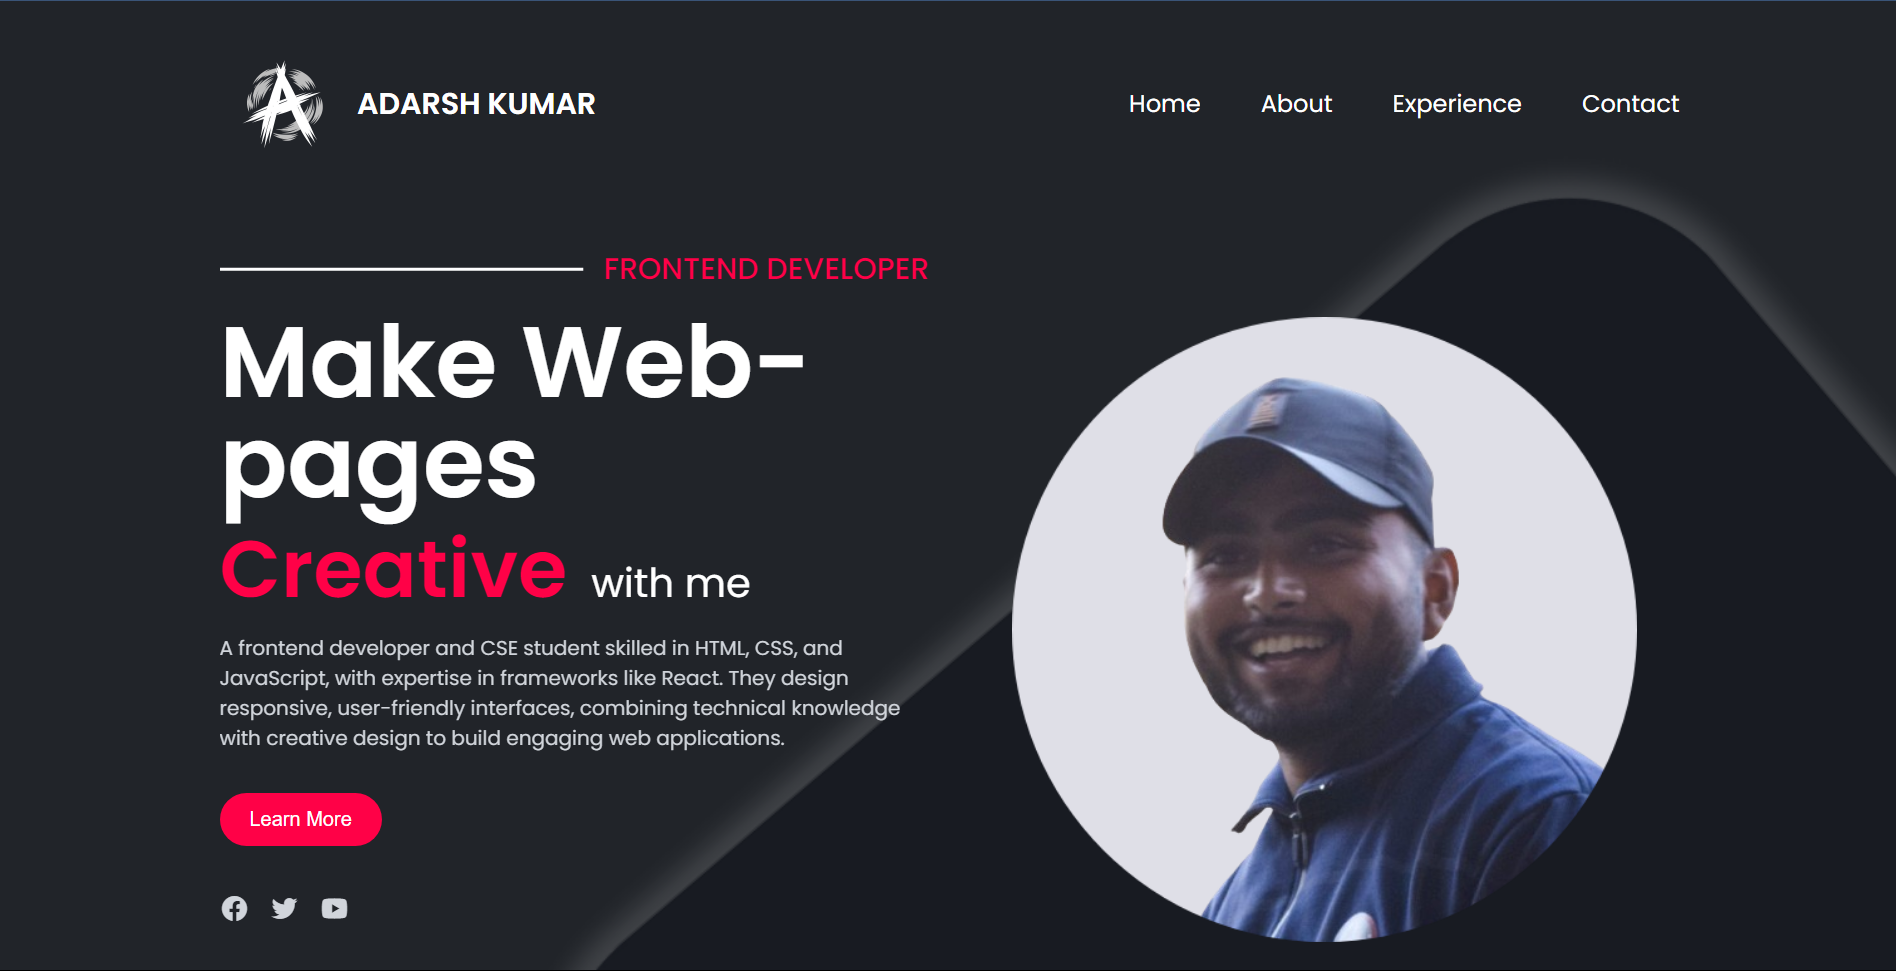 ADARSH KUMAR
Home About Experience Contact
FRONTEND DEVELOPER
Make Web-
pages
Creative with me
A frontend developer and CSE student skilled in HTML, CSS, and
JavaScript, with expertise in frameworks like React. They design
responsive, user-friendly interfaces, combining technical knowledge
with creative design to build engaging web applications.
Learn More